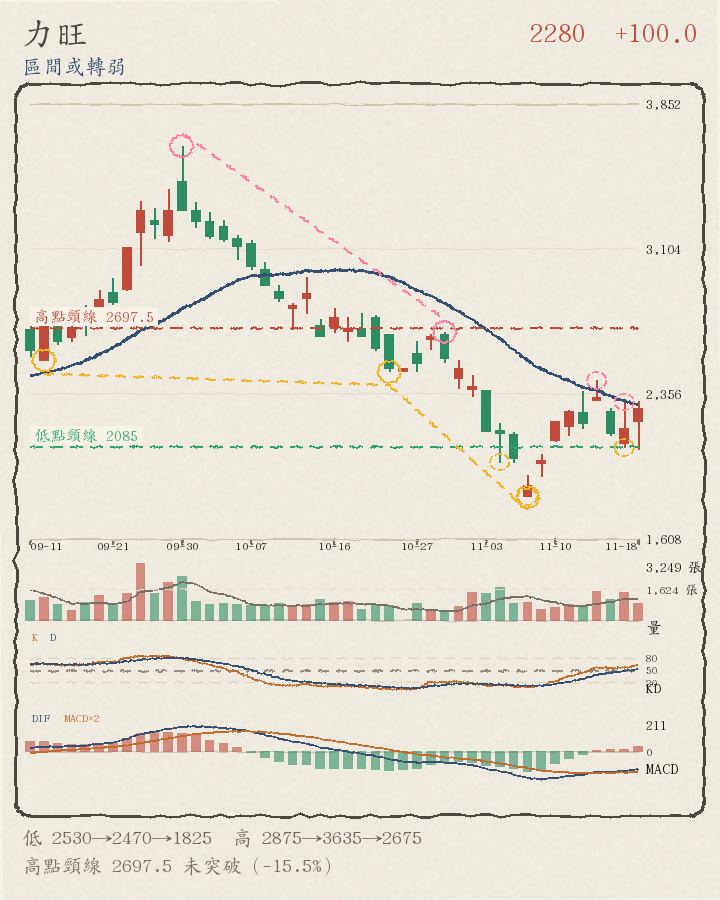 力旺
2280 +100.0
區間或轉弱
3,852
3,104
高點頸線 2697.5
2,356
低點頸線 2085
1,608
09-11 09-21 09-30 10-07 10-16 10-27 11-03 11-10 11-18
3,249 張
1,624 張
量
K D
80
50
20
KD
DIF MACD×2
211
0
MACD
低 2530→2470→1825 高 2875→3635→2675
高點頸線 2697.5 未突破 (-15.5%)